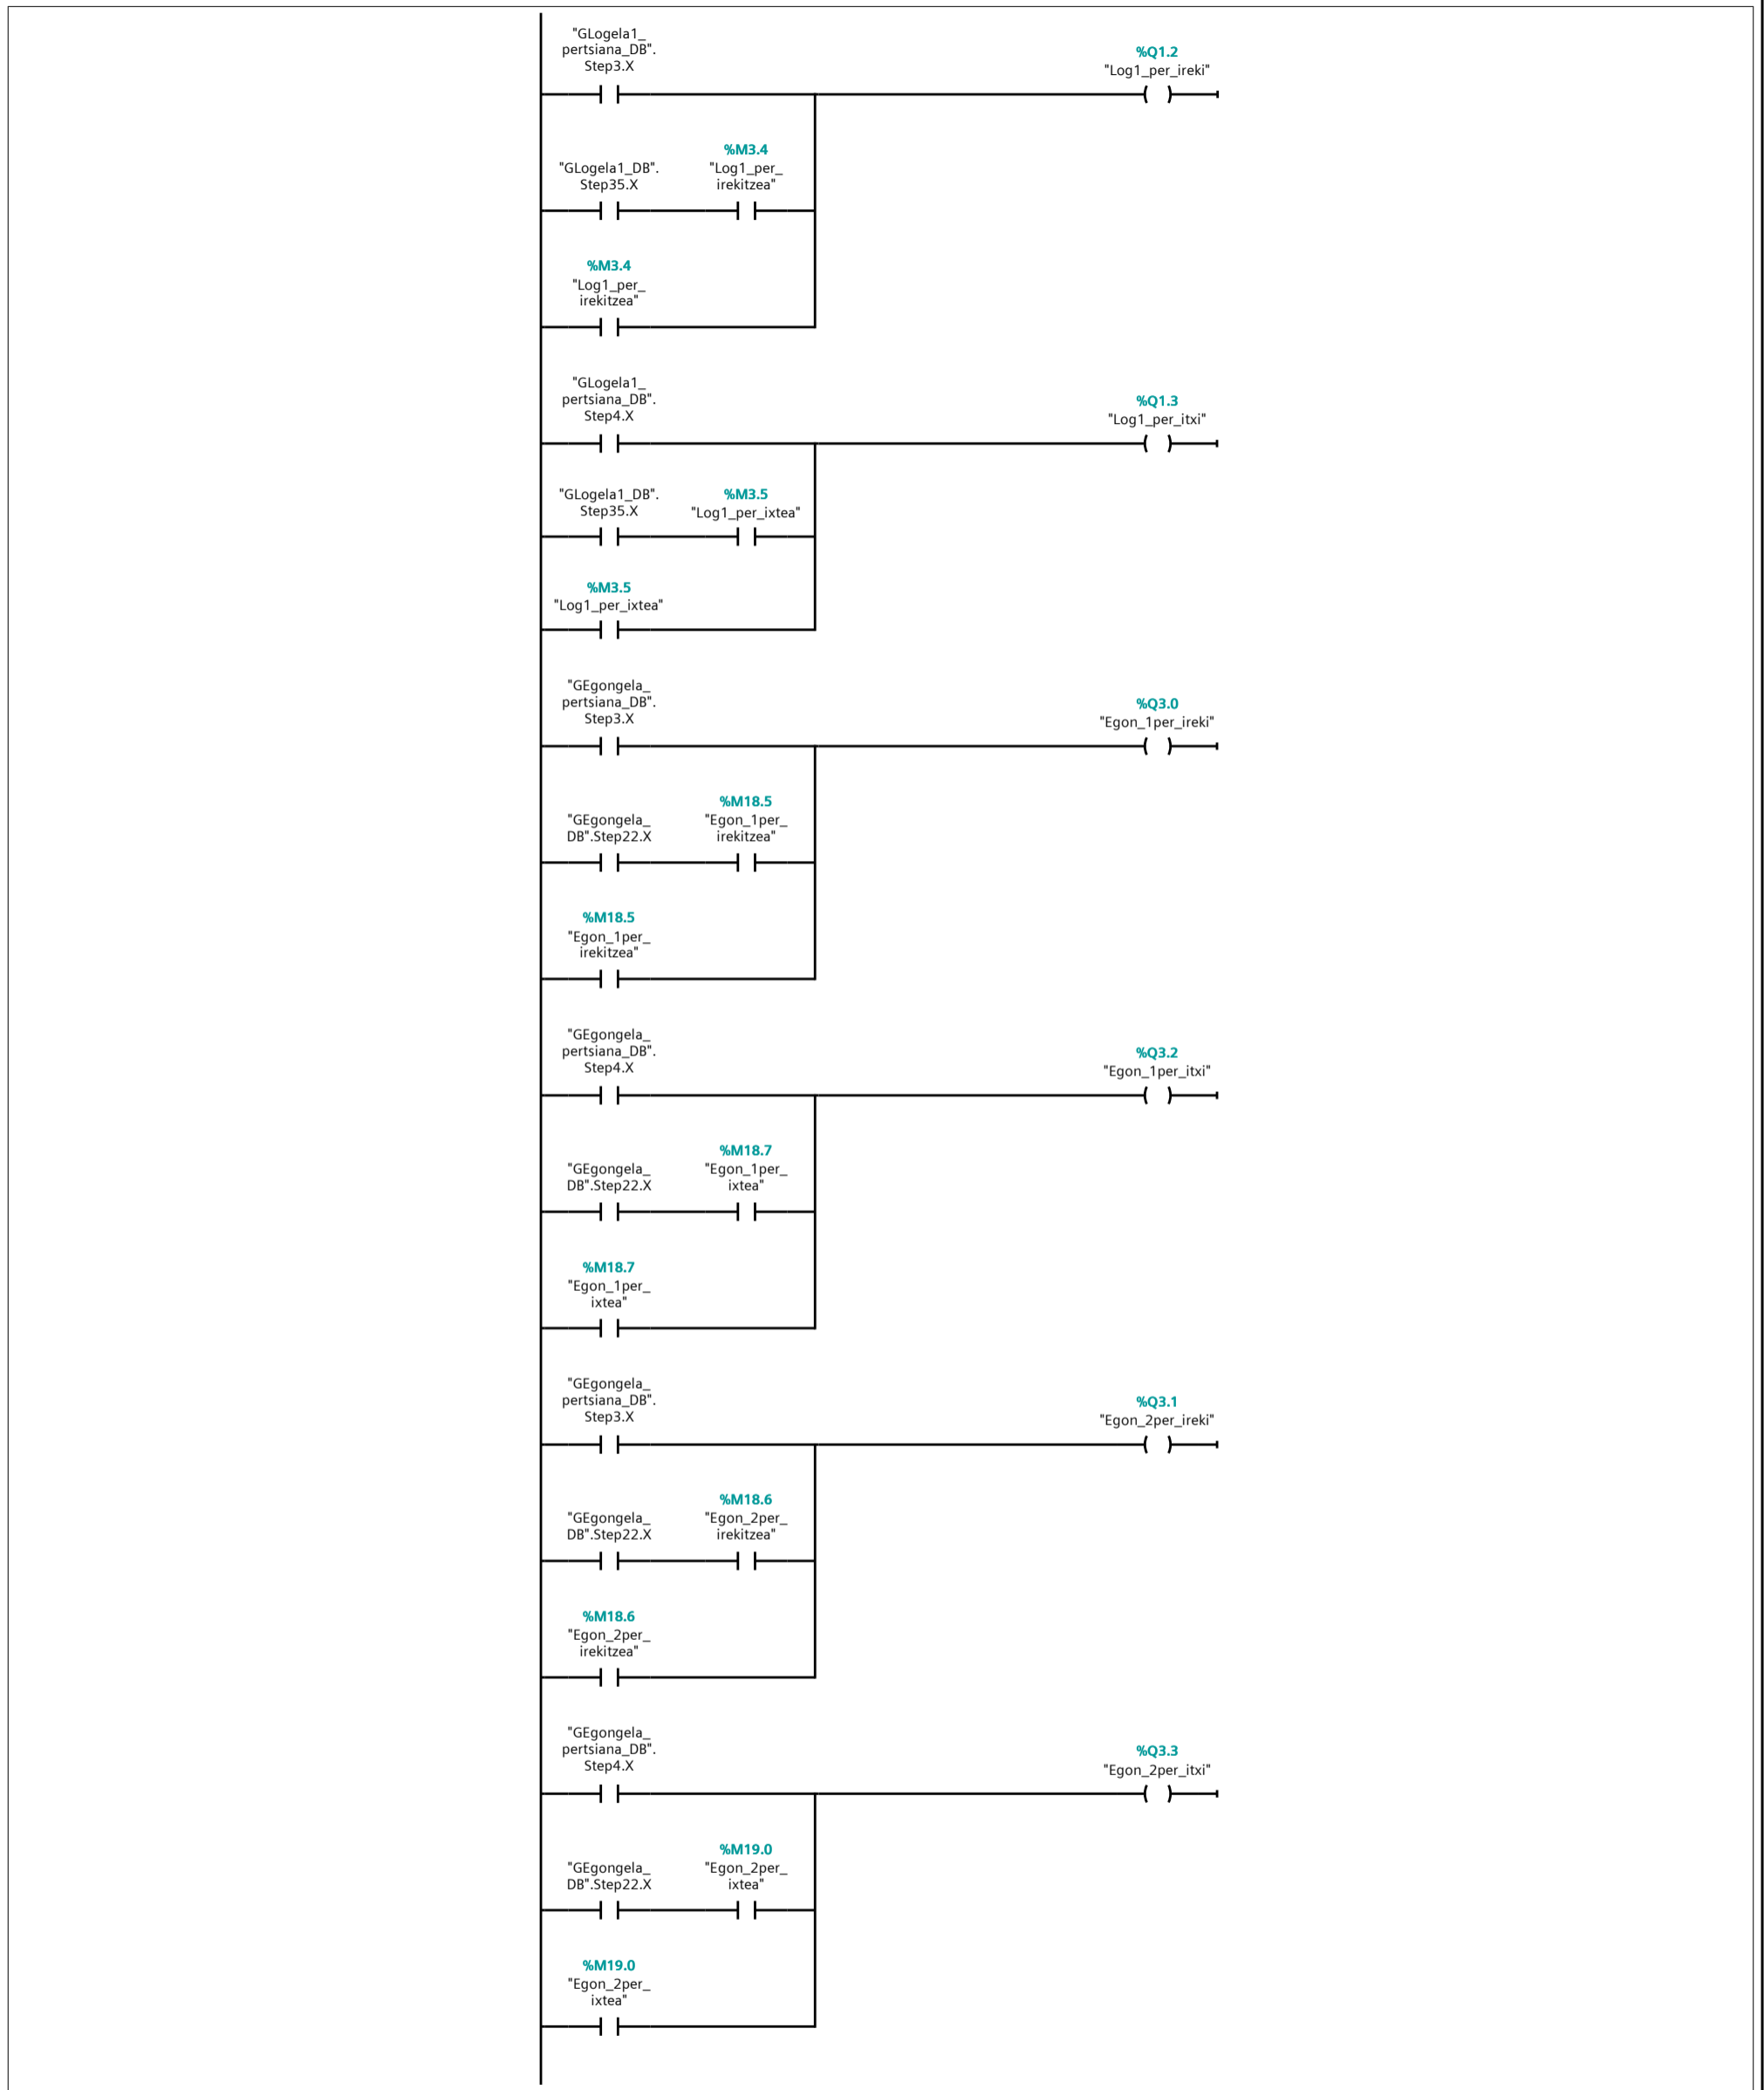 "GLogela1_
pertsiana_DB".
Step3.X
%Q1.2
"Log1_per_ireki"
"GLogela1_DB".
Step35.X
%M3.4
"Log1_per_
irekitzea"
%M3.4
"Log1_per_
irekitzea"
"GLogela1_
pertsiana_DB".
Step4.X
%Q1.3
"Log1_per_itxi"
"GLogela1_DB".
Step35.X
%M3.5
"Log1_per_ixtea"
%M3.5
"Log1_per_ixtea"
"GEgongela_
pertsiana_DB".
Step3.X
%Q3.0
"Egon_1per_ireki"
"GEgongela_
DB".Step22.X
%M18.5
"Egon_1per_
irekitzea"
%M18.5
"Egon_1per_
irekitzea"
"GEgongela_
pertsiana_DB".
Step4.X
%Q3.2
"Egon_1per_itxi"
"GEgongela_
DB".Step22.X
%M18.7
"Egon_1per_
ixtea"
%M18.7
"Egon_1per_
ixtea"
"GEgongela_
pertsiana_DB".
Step3.X
%Q3.1
"Egon_2per_ireki"
"GEgongela_
DB".Step22.X
%M18.6
"Egon_2per_
irekitzea"
%M18.6
"Egon_2per_
irekitzea"
"GEgongela_
pertsiana_DB".
Step4.X
%Q3.3
"Egon_2per_itxi"
"GEgongela_
DB".Step22.X
%M19.0
"Egon_2per_
ixtea"
%M19.0
"Egon_2per_
ixtea"